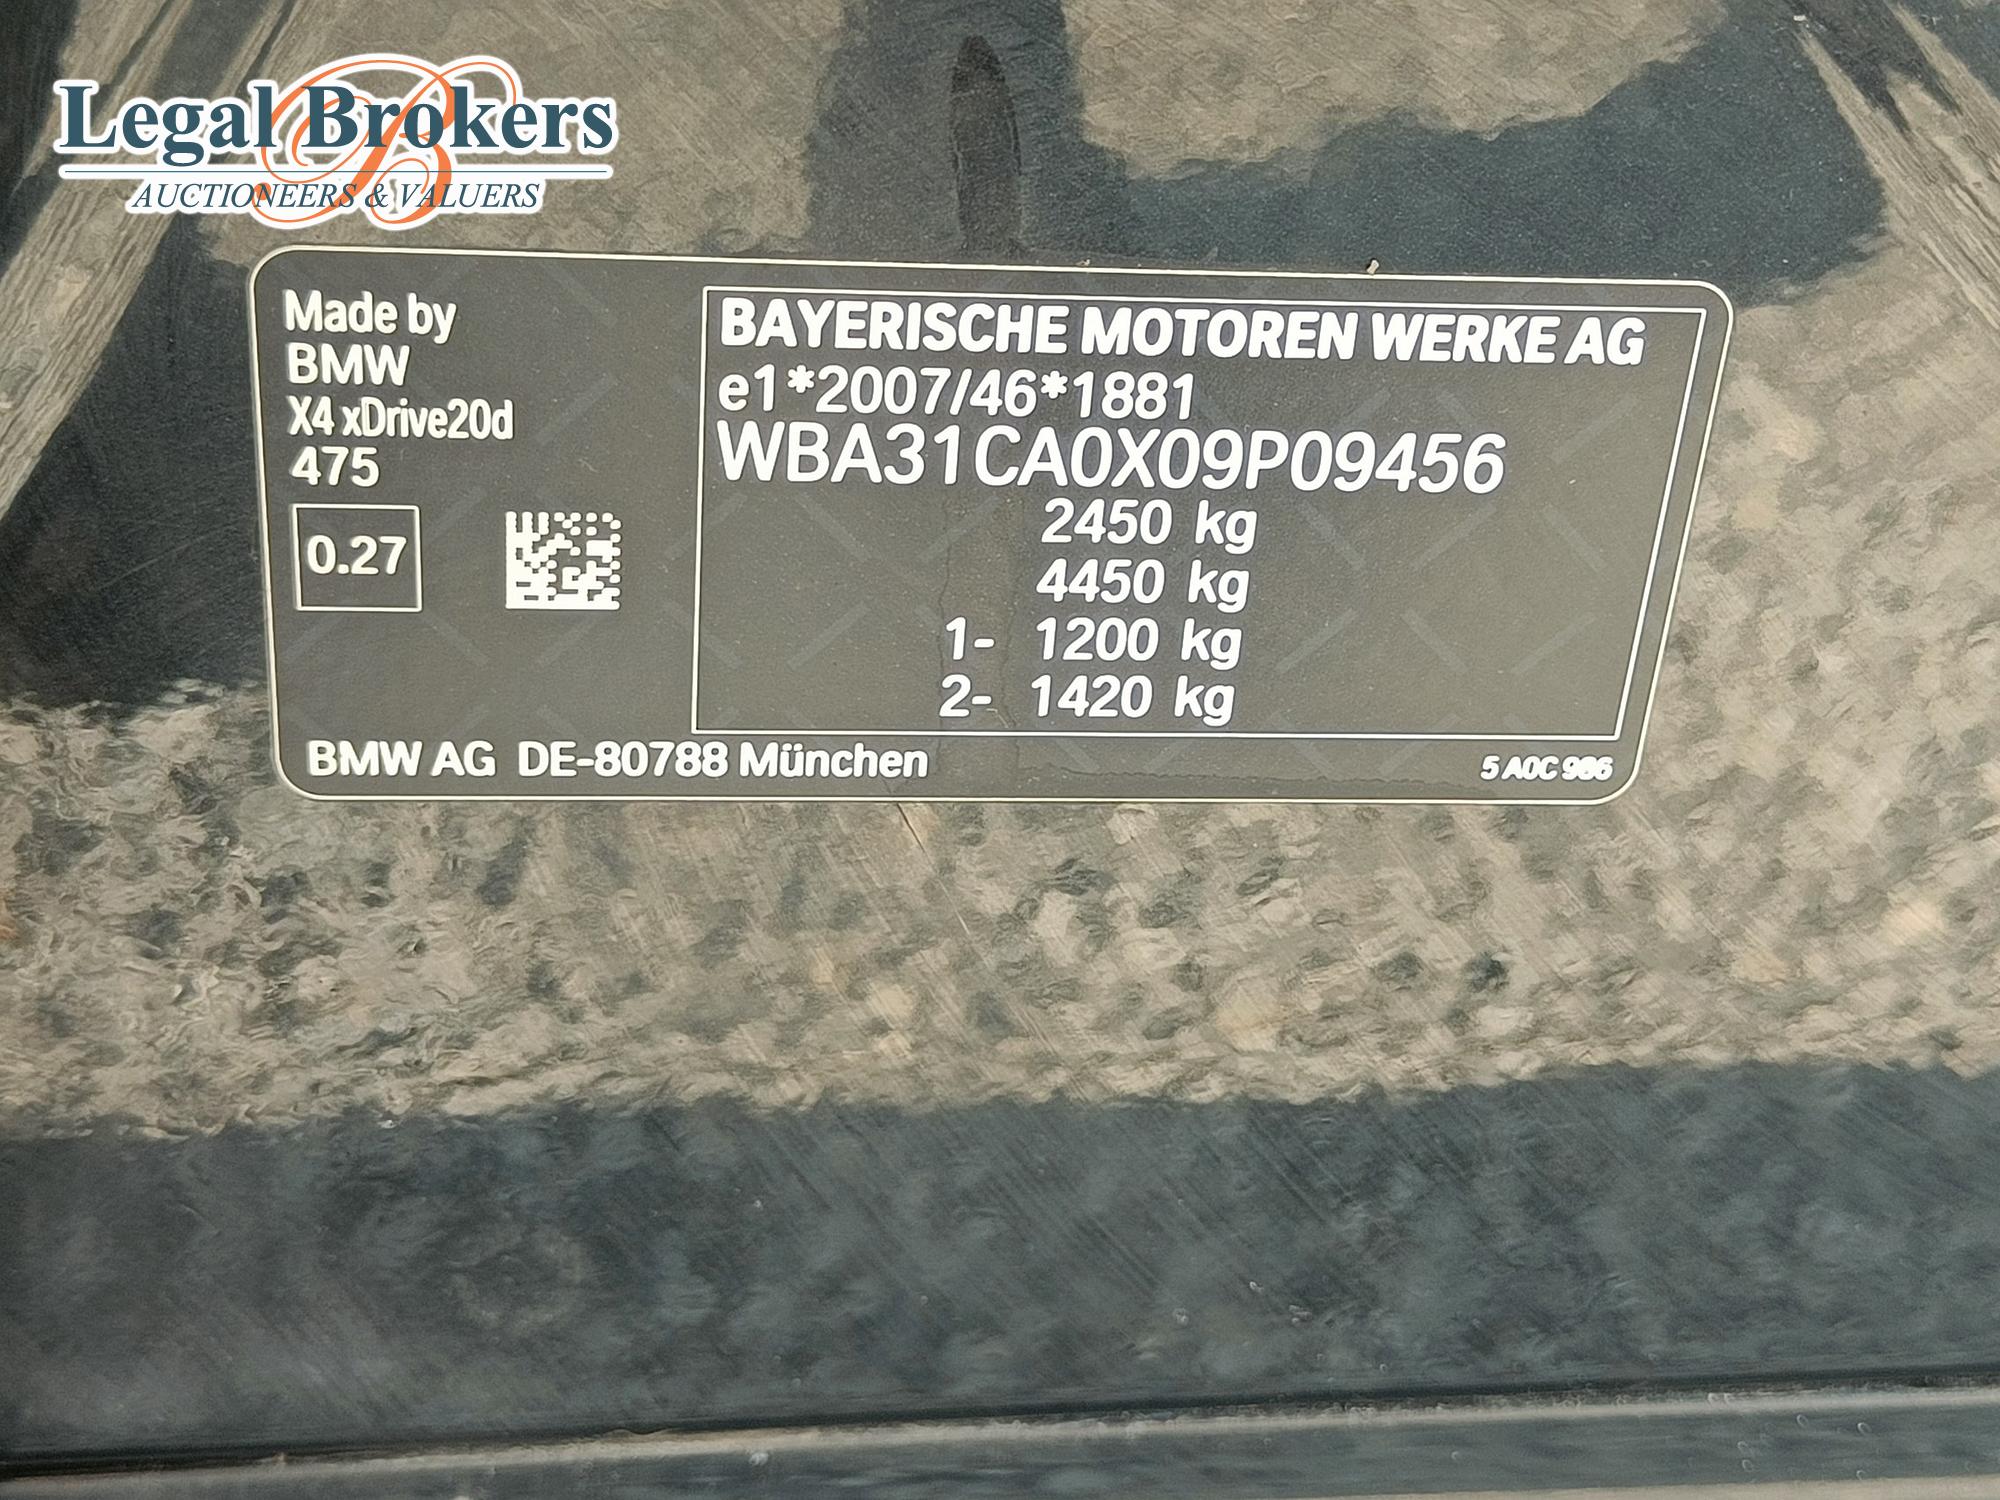 Legal Brokers
AUCTIONEERS & VALUERS
Made by
BMW
X4 xDrive20d
475
0.27
BAYERISCHE MOTOREN WERKE AG
e1*2007/46*1881
WBA31CA0X09P09456
2450 kg
4450 kg
1- 1200 kg
2- 1420 kg
BMW AG DE-80788 München
5 A0C 986